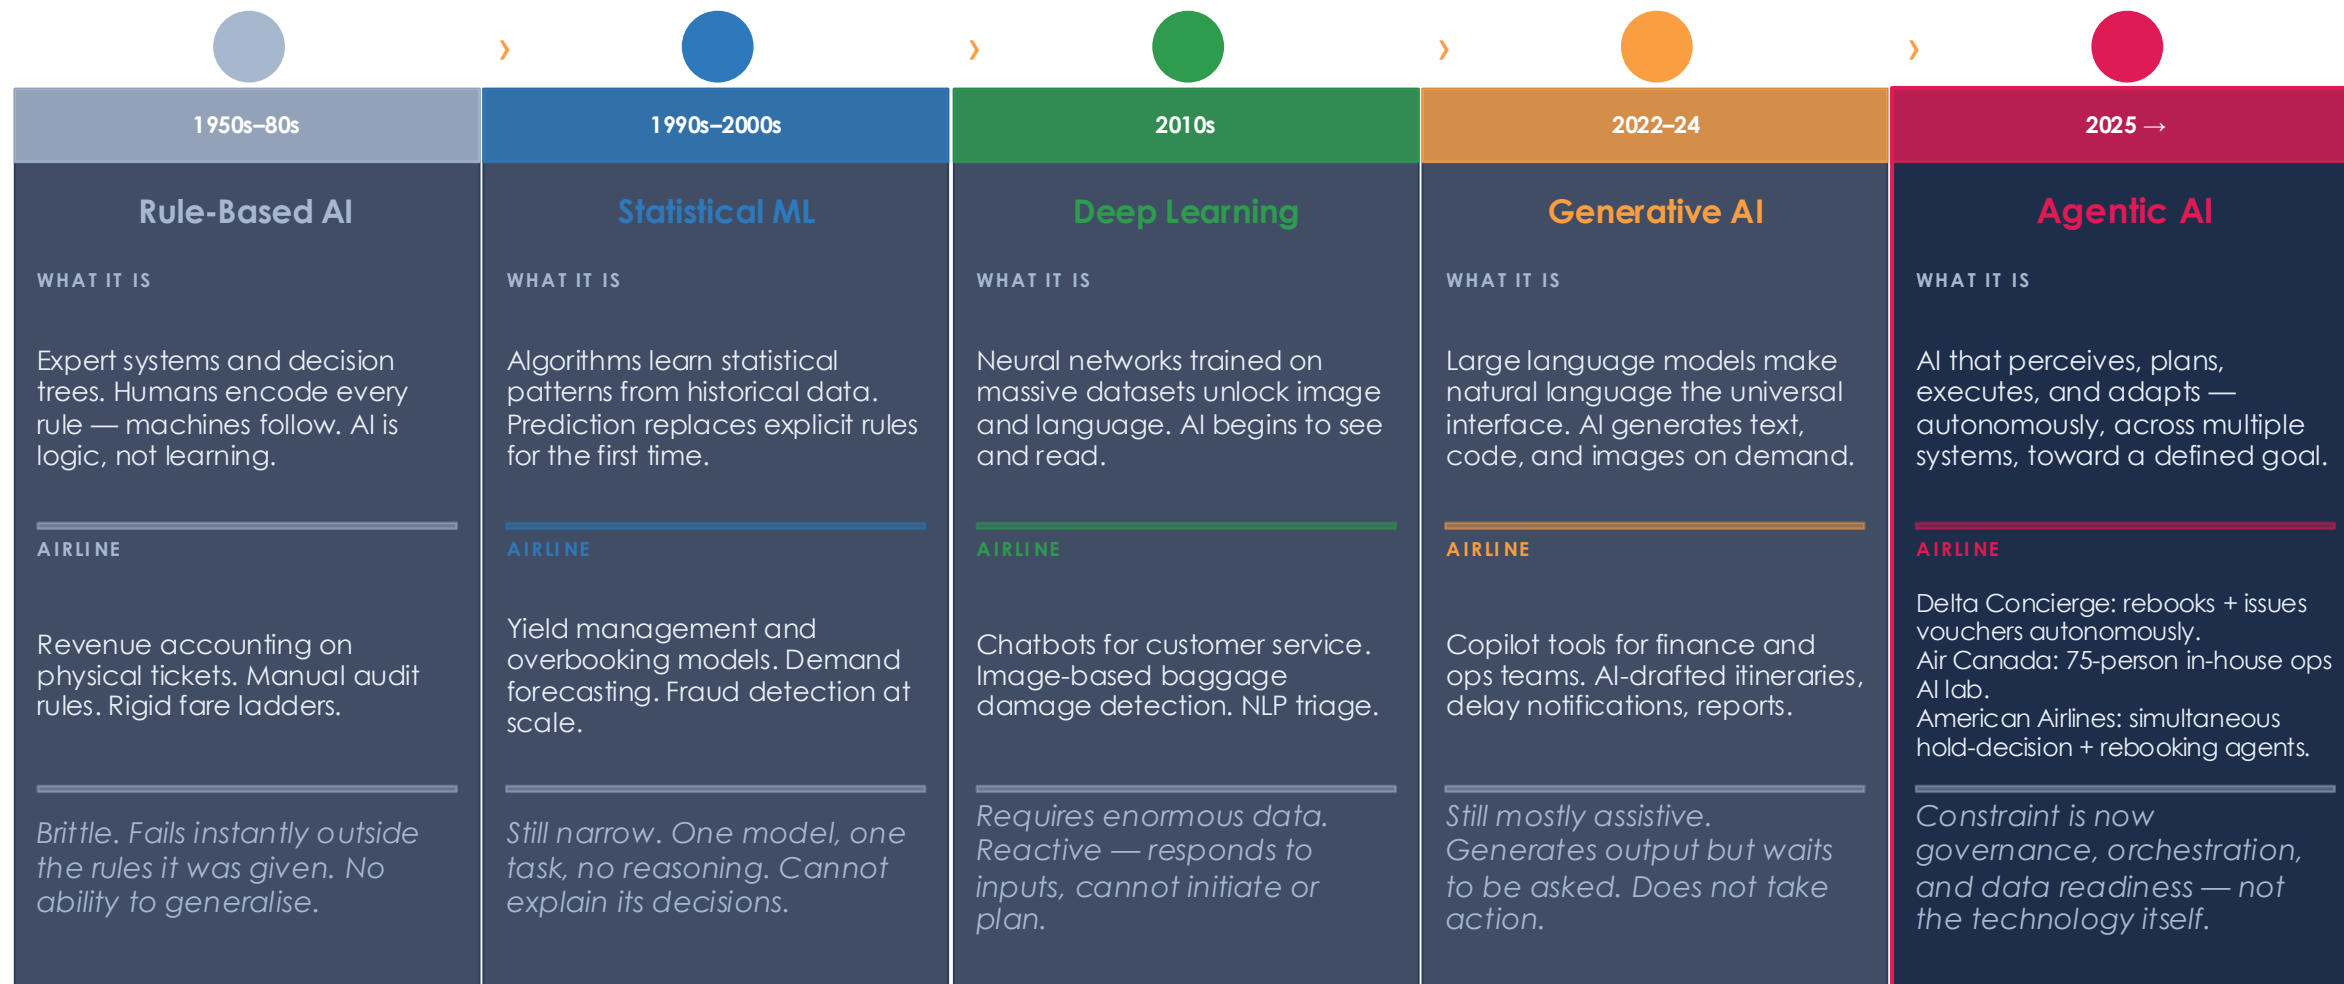 › › › ›
1950s–80s
Rule-Based AI
WHAT IT IS
Expert systems and decision
trees. Humans encode every
rule — machines follow. AI is
logic, not learning.
AIRLINE
Revenue accounting on
physical tickets. Manual audit
rules. Rigid fare ladders.
Brittle. Fails instantly outside
the rules it was given. No
ability to generalise.
1990s–2000s
Statistical ML
WHAT IT IS
Algorithms learn statistical
patterns from historical data.
Prediction replaces explicit rules
for the first time.
AIRLINE
Yield management and
overbooking models. Demand
forecasting. Fraud detection at
scale.
Still narrow. One model, one
task, no reasoning. Cannot
explain its decisions.
2010s
Deep Learning
WHAT IT IS
Neural networks trained on
massive datasets unlock image
and language. AI begins to see
and read.
AIRLINE
Chatbots for customer service.
Image-based baggage
damage detection. NLP triage.
Requires enormous data.
Reactive — responds to
inputs, cannot initiate or
plan.
2022–24
Generative AI
WHAT IT IS
Large language models make
natural language the universal
interface. AI generates text,
code, and images on demand.
AIRLINE
Copilot tools for finance and
ops teams. AI-drafted itineraries,
delay notifications, reports.
Still mostly assistive.
Generates output but waits
to be asked. Does not take
action.
2025 →
Agentic AI
WHAT IT IS
AI that perceives, plans,
executes, and adapts —
autonomously, across multiple
systems, toward a defined goal.
AIRLINE
Delta Concierge: rebooks + issues
vouchers autonomously.
Air Canada: 75-person in-house ops
AI lab.
American Airlines: simultaneous
hold-decision + rebooking agents.
Constraint is now
governance, orchestration,
and data readiness — not
the technology itself.